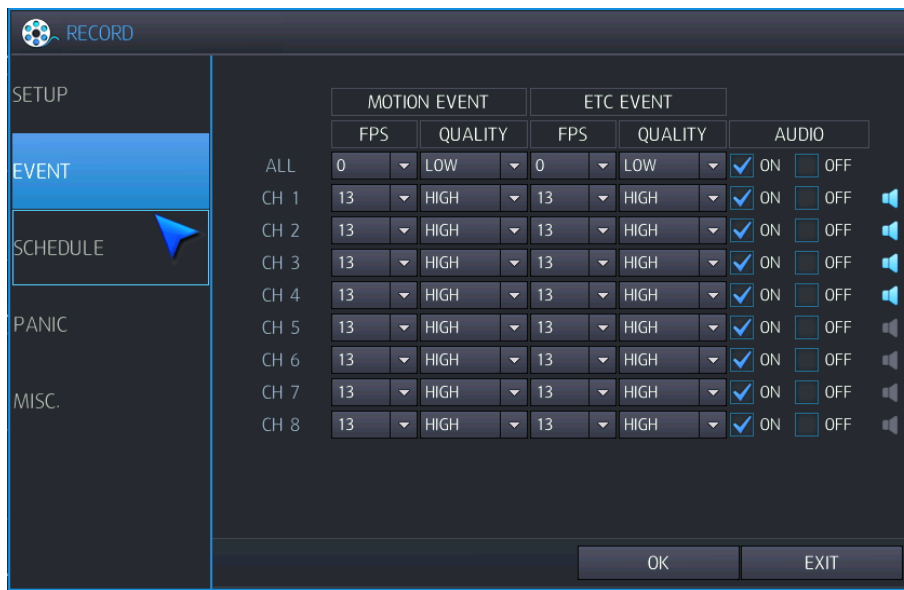 RECORD
SETUP
EVENT
SCHEDULE
PANIC
MISC.
MOTION EVENT ETC EVENT
FPS QUALITY FPS QUALITY AUDIO
ALL 0 LOW 0 LOW ON OFF
CH 1 13 HIGH 13 HIGH ON OFF
CH 2 13 HIGH 13 HIGH ON OFF
CH 3 13 HIGH 13 HIGH ON OFF
CH 4 13 HIGH 13 HIGH ON OFF
CH 5 13 HIGH 13 HIGH ON OFF
CH 6 13 HIGH 13 HIGH ON OFF
CH 7 13 HIGH 13 HIGH ON OFF
CH 8 13 HIGH 13 HIGH ON OFF
OK EXIT